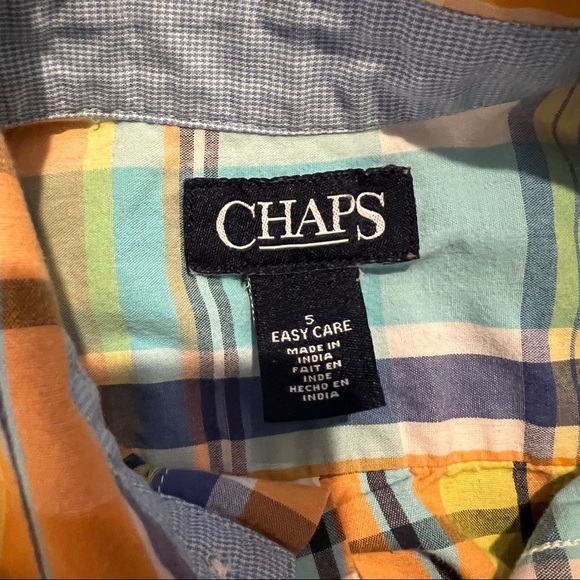 CHAPS
5
EASY CARE
MADE IN
INDIA
FAIT EN
INDE
HECHO EN
INDIA